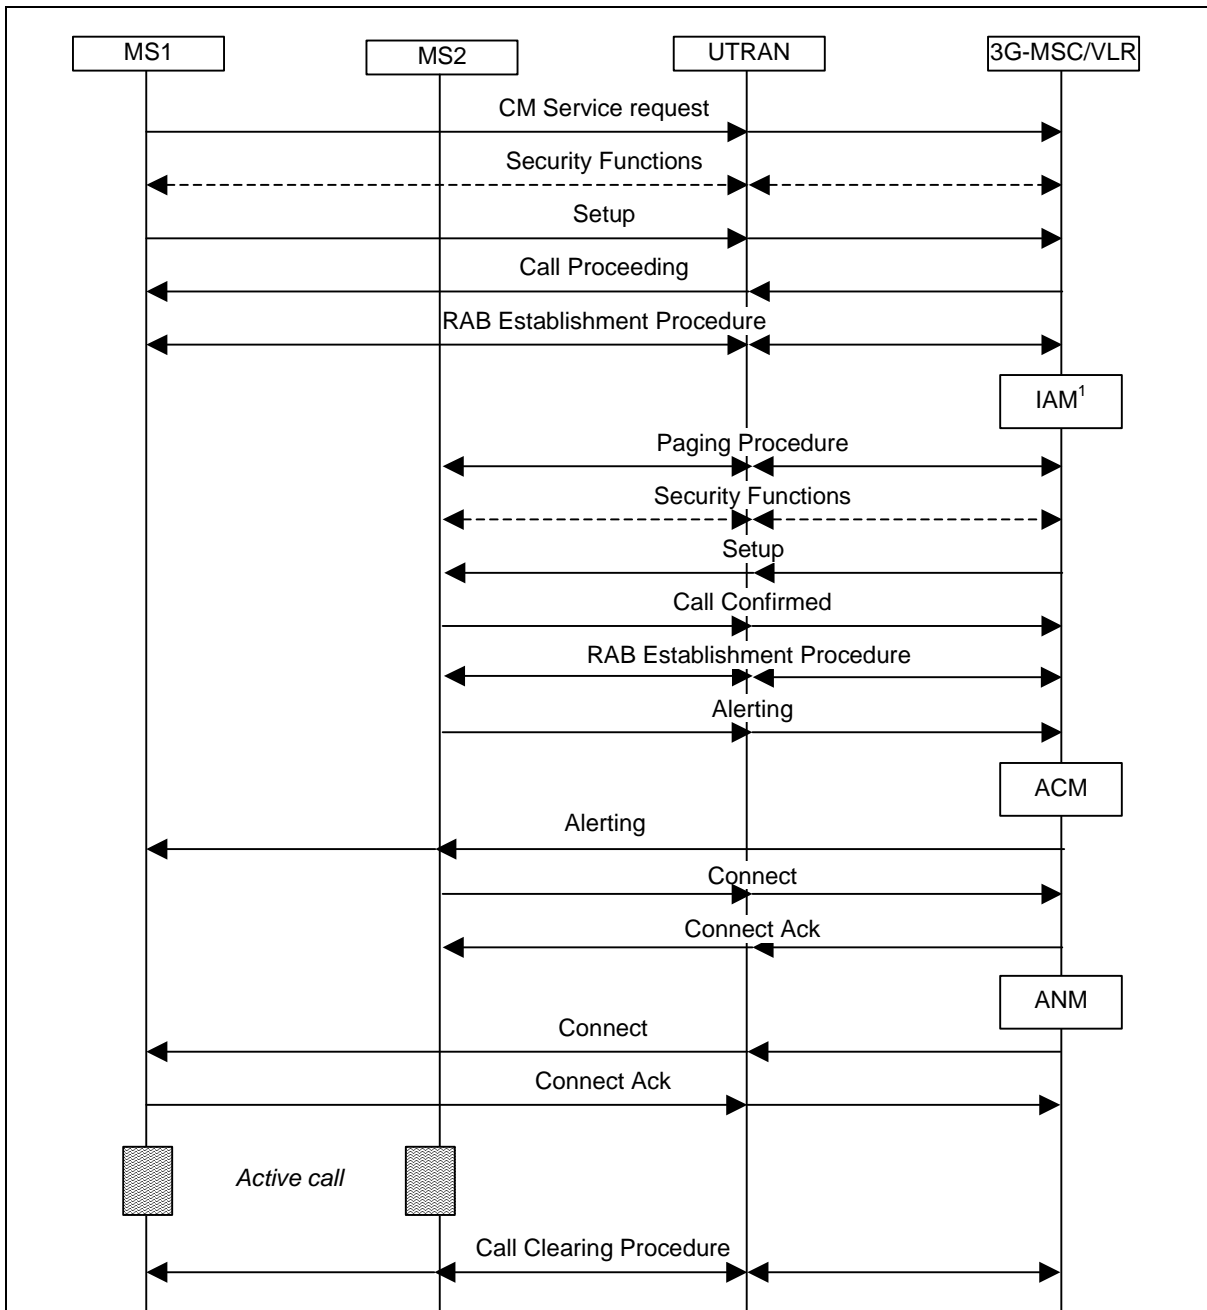 MS1
MS2
UTRAN
3G-MSC/VLR
CM Service request
Security Functions
Setup
Call Proceeding
RAB Establishment Procedure
IAM¹
Paging Procedure
Security Functions
Setup
Call Confirmed
RAB Establishment Procedure
Alerting
ACM
Alerting
Connect
Connect Ack
ANM
Connect
Connect Ack
Active call
Call Clearing Procedure